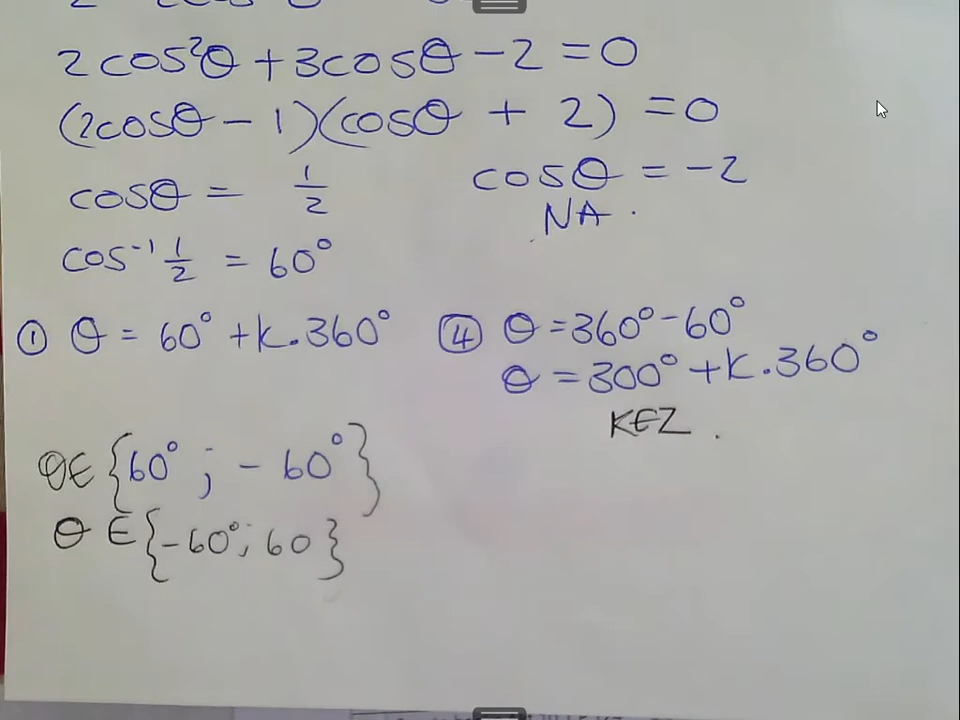 2cos²θ + 3cosθ - 2 = 0
(2cosθ - 1)(cosθ + 2) = 0
cosθ = 1/2
cosθ = -2
NA.
cos⁻¹ 1/2 = 60°
① θ = 60° + k.360°
④ θ = 360° - 60°
θ = 300° + k.360°
k∈Z.
θ∈{60° ; - 60°}
θ ∈ {-60°; 60}